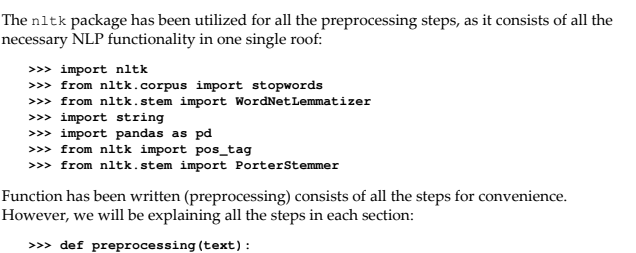 The nltk package has been utilized for all the preprocessing steps, as it consists of all the
necessary NLP functionality in one single roof:
>>> import nltk
>>> from nltk.corpus import stopwords
>>> from nltk.stem import WordNetLemmatizer
>>> import string
>>> import pandas as pd
>>> from nltk import pos_tag
>>> from nltk.stem import PorterStemmer
Function has been written (preprocessing) consists of all the steps for convenience.
However, we will be explaining all the steps in each section:
>>> def preprocessing(text):